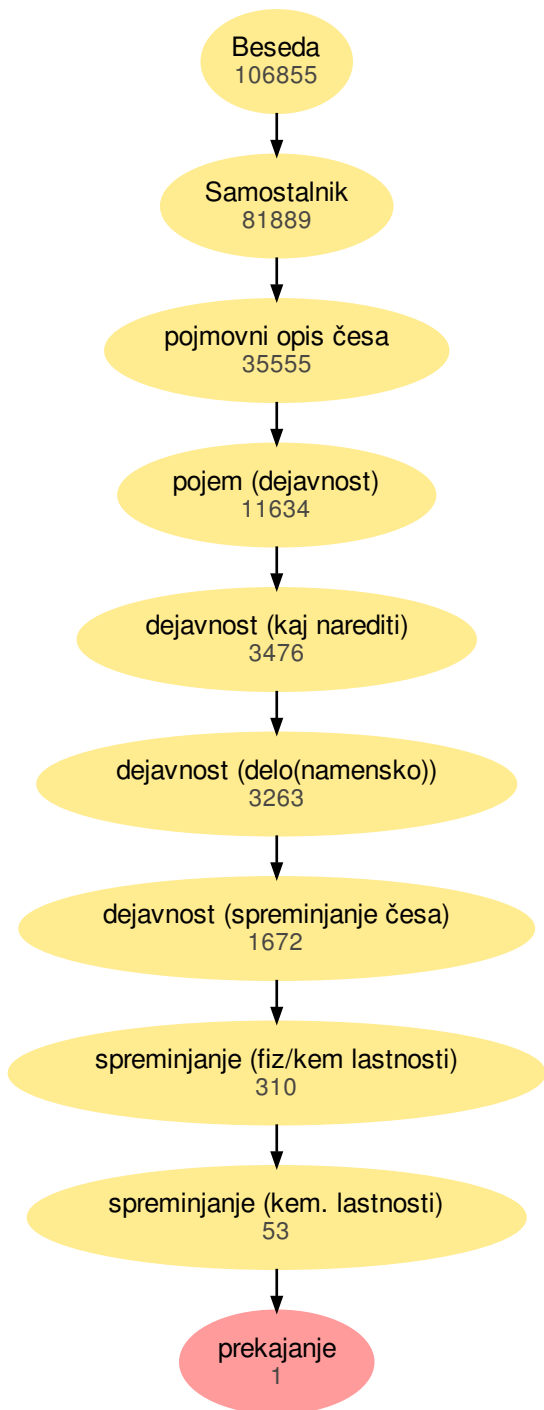 Beseda
106855
Samostalnik
81889
pojmovni opis česa
35555
pojem (dejavnost)
11634
dejavnost (kaj narediti)
3476
dejavnost (delo(namensko))
3263
dejavnost (spreminjanje česa)
1672
spreminjanje (fiz/kem lastnosti)
310
spreminjanje (kem. lastnosti)
53
prekajanje
1